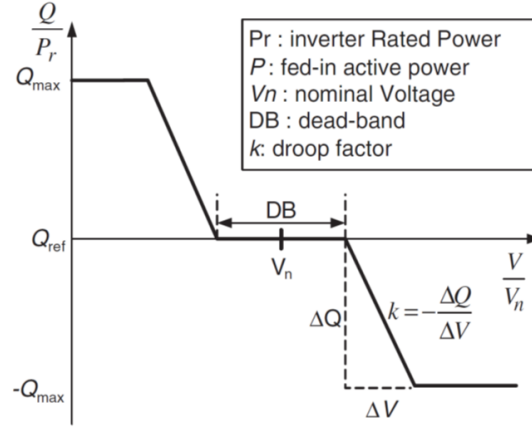 Q
P_r
Pr : inverter Rated Power
P : fed-in active power
Vn : nominal Voltage
DB : dead-band
k: droop factor
Q_max
DB
Q_ref
V_n
V
V_n
ΔQ
k = - ΔQ/ΔV
-Q_max
ΔV